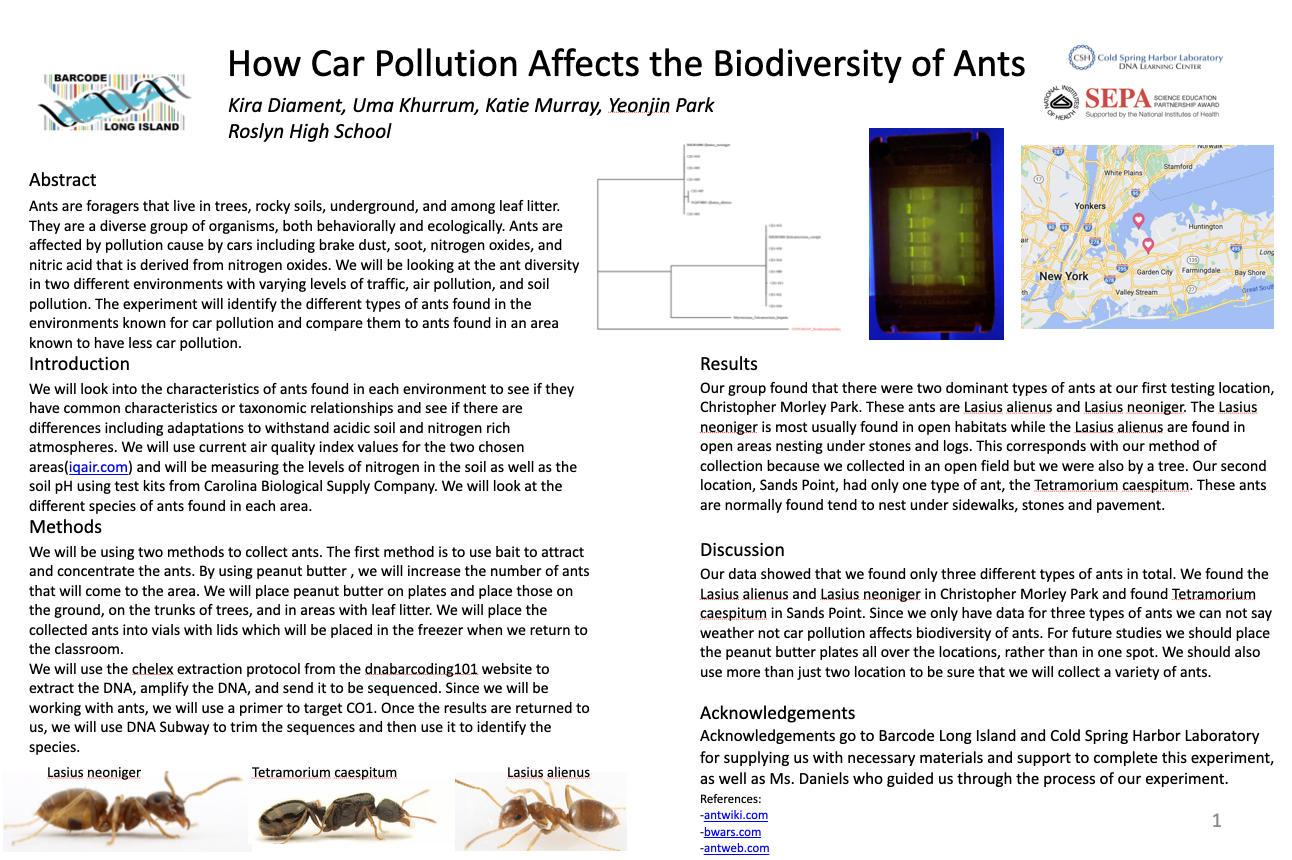 BARCODE
LONG ISLAND
How Car Pollution Affects the Biodiversity of Ants
Kira Diament, Uma Khurrum, Katie Murray, Yeonjin Park
Roslyn High School
CSH Cold Spring Harbor Laboratory
DNA LEARNING CENTER
NATIONAL INSTITUTES OF HEALTH
SEPA SCIENCE EDUCATION
PARTNERSHIP AWARD
Supported by the National Institutes of Health
Norwalk
Stamford
White Plains
Yonkers
Huntington
New York
Garden City
Farmingdale
Bay Shore
Valley Stream
Great South
Abstract
Ants are foragers that live in trees, rocky soils, underground, and among leaf litter.
They are a diverse group of organisms, both behaviorally and ecologically. Ants are
affected by pollution cause by cars including brake dust, soot, nitrogen oxides, and
nitric acid that is derived from nitrogen oxides. We will be looking at the ant diversity
in two different environments with varying levels of traffic, air pollution, and soil
pollution. The experiment will identify the different types of ants found in the
environments known for car pollution and compare them to ants found in an area
known to have less car pollution.
Introduction
We will look into the characteristics of ants found in each environment to see if they
have common characteristics or taxonomic relationships and see if there are
differences including adaptations to withstand acidic soil and nitrogen rich
atmospheres. We will use current air quality index values for the two chosen
areas(iqair.com) and will be measuring the levels of nitrogen in the soil as well as the
soil pH using test kits from Carolina Biological Supply Company. We will look at the
different species of ants found in each area.
Methods
We will be using two methods to collect ants. The first method is to use bait to attract
and concentrate the ants. By using peanut butter , we will increase the number of ants
that will come to the area. We will place peanut butter on plates and place those on
the ground, on the trunks of trees, and in areas with leaf litter. We will place the
collected ants into vials with lids which will be placed in the freezer when we return to
the classroom.
We will use the chelex extraction protocol from the dnabarcoding101 website to
extract the DNA, amplify the DNA, and send it to be sequenced. Since we will be
working with ants, we will use a primer to target CO1. Once the results are returned to
us, we will use DNA Subway to trim the sequences and then use it to identify the
species.
Lasius neoniger
Tetramorium caespitum
Lasius alienus
Results
Our group found that there were two dominant types of ants at our first testing location,
Christopher Morley Park. These ants are Lasius alienus and Lasius neoniger. The Lasius
neoniger is most usually found in open habitats while the Lasius alienus are found in
open areas nesting under stones and logs. This corresponds with our method of
collection because we collected in an open field but we were also by a tree. Our second
location, Sands Point, had only one type of ant, the Tetramorium caespitum. These ants
are normally found tend to nest under sidewalks, stones and pavement.
Discussion
Our data showed that we found only three different types of ants in total. We found the
Lasius alienus and Lasius neoniger in Christopher Morley Park and found Tetramorium
caespitum in Sands Point. Since we only have data for three types of ants we can not say
weather not car pollution affects biodiversity of ants. For future studies we should place
the peanut butter plates all over the locations, rather than in one spot. We should also
use more than just two location to be sure that we will collect a variety of ants.
Acknowledgements
Acknowledgements go to Barcode Long Island and Cold Spring Harbor Laboratory
for supplying us with necessary materials and support to complete this experiment,
as well as Ms. Daniels who guided us through the process of our experiment.
References:
-antwiki.com
-bwars.com
-antweb.com
1